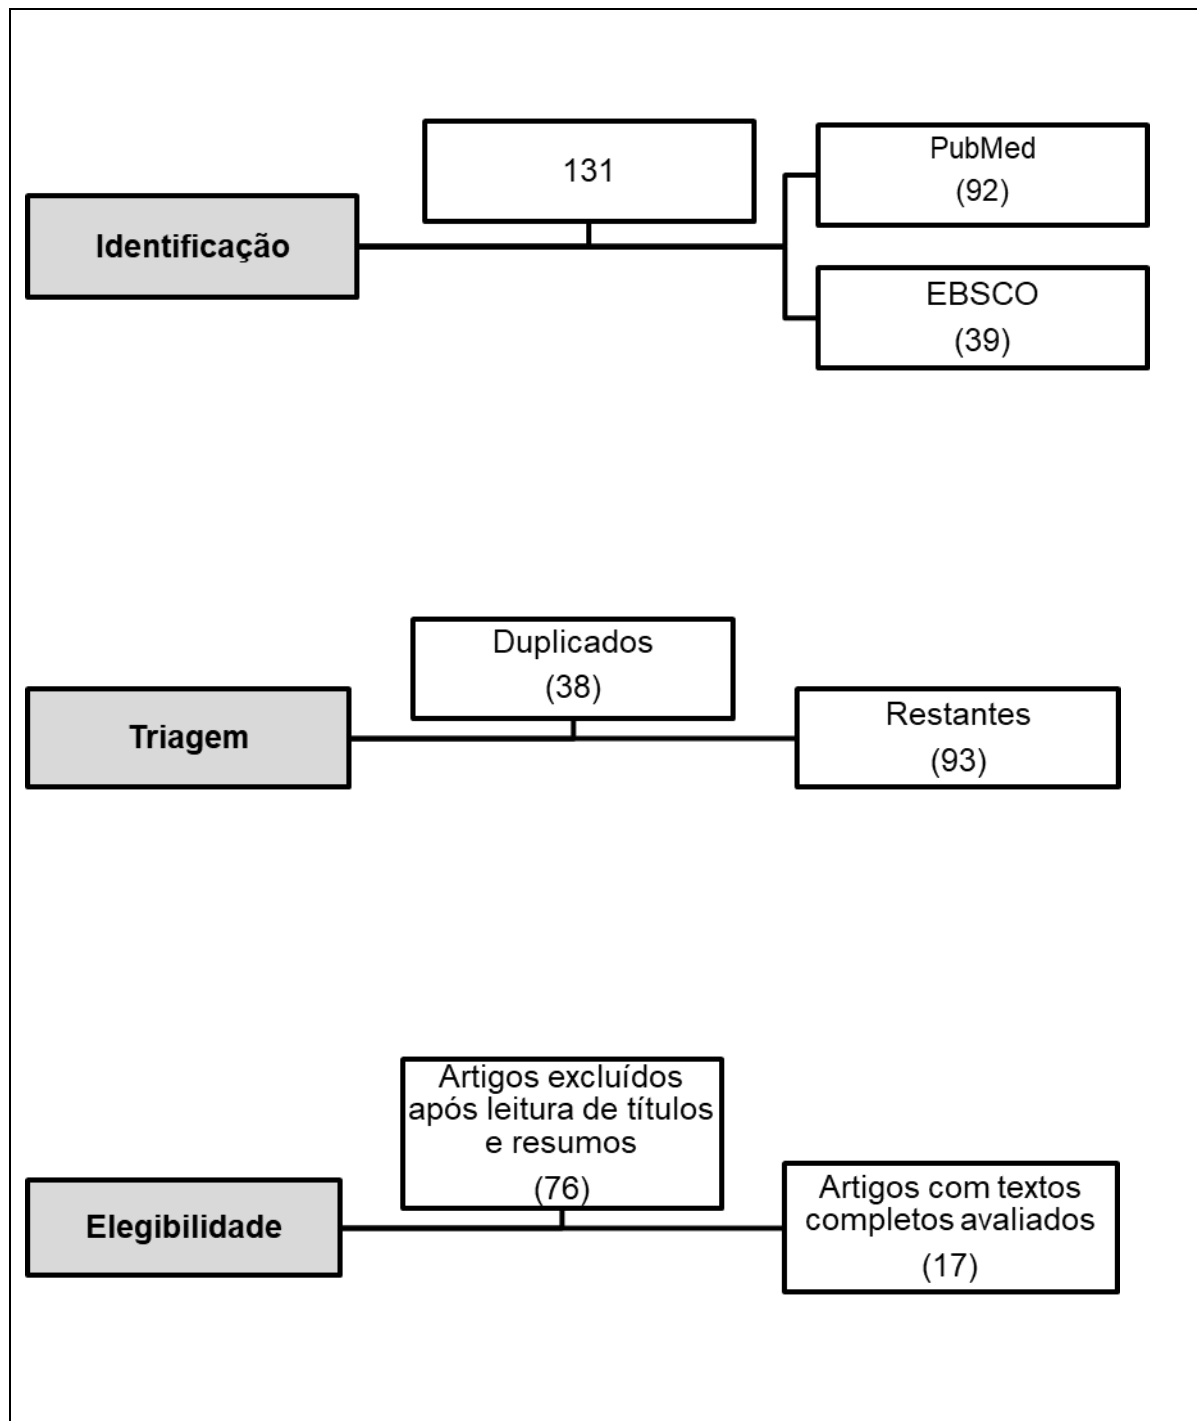 131
PubMed
(92)
Identificação
EBSCO
(39)
Duplicados
(38)
Triagem
Restantes
(93)
Artigos excluídos
após leitura de títulos
e resumos
(76)
Elegibilidade
Artigos com textos
completos avaliados
(17)